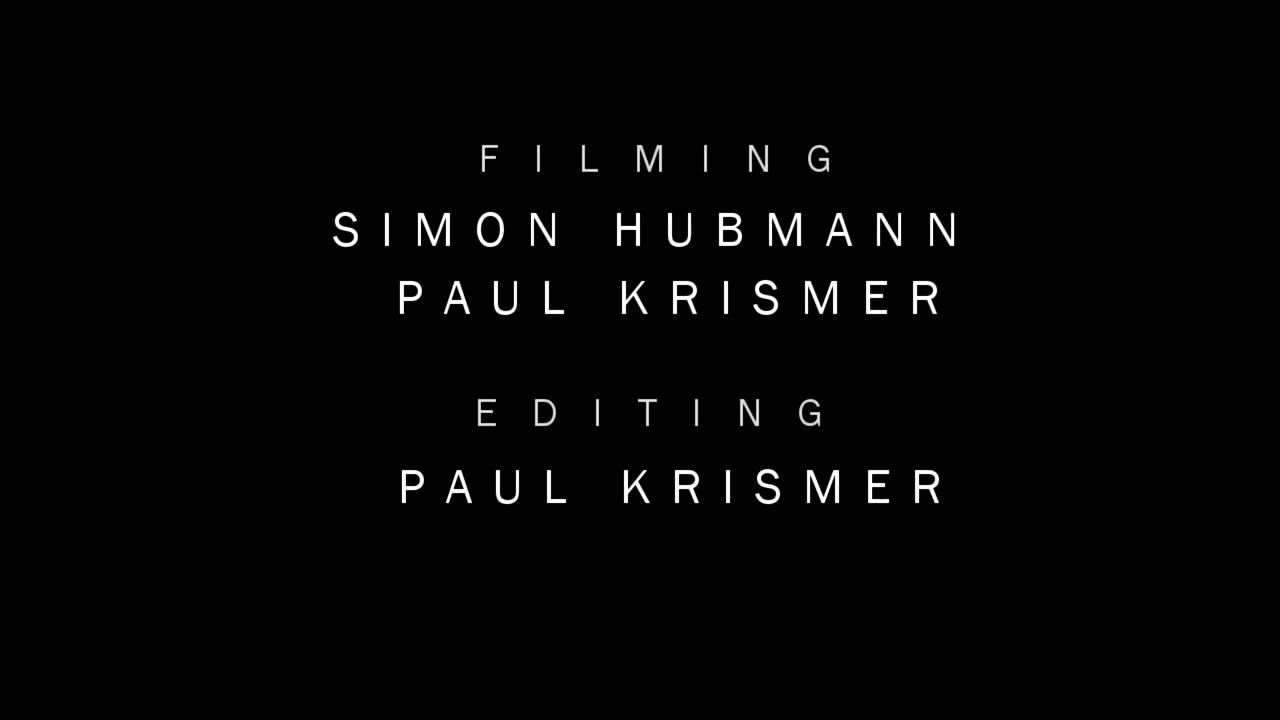 FILMING
SIMON HUBMANN
PAUL KRISMER
EDITING
PAUL KRISMER